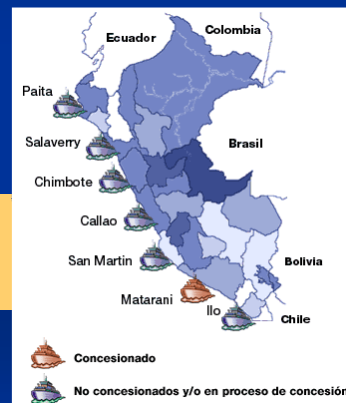 Colombia
Ecuador
Paita
Salaverry
Brasil
Chimbote
Callao
San Martin
Bolivia
Matarani
Ilo
Chile
Concesionado
No concesionados y/o en proceso de concesión